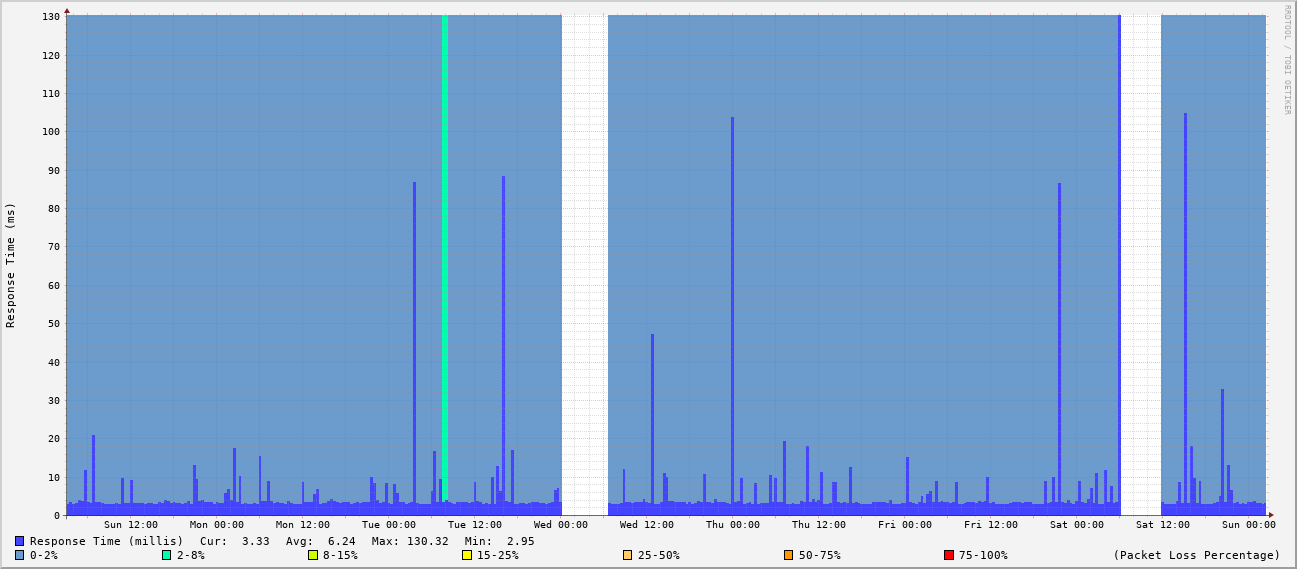 RRDTOOL / TOBI OETIKER
Response Time (ms)
130
120
110
100
90
80
70
60
50
40
30
20
10
0
Sun 12:00 Mon 00:00 Mon 12:00 Tue 00:00 Tue 12:00 Wed 00:00 Wed 12:00 Thu 00:00 Thu 12:00 Fri 00:00 Fri 12:00 Sat 00:00 Sat 12:00 Sun 00:00
Response Time (millis) Cur: 3.33 Avg: 6.24 Max: 130.32 Min: 2.95
0-2% 2-8% 8-15% 15-25% 25-50% 50-75% 75-100% (Packet Loss Percentage)